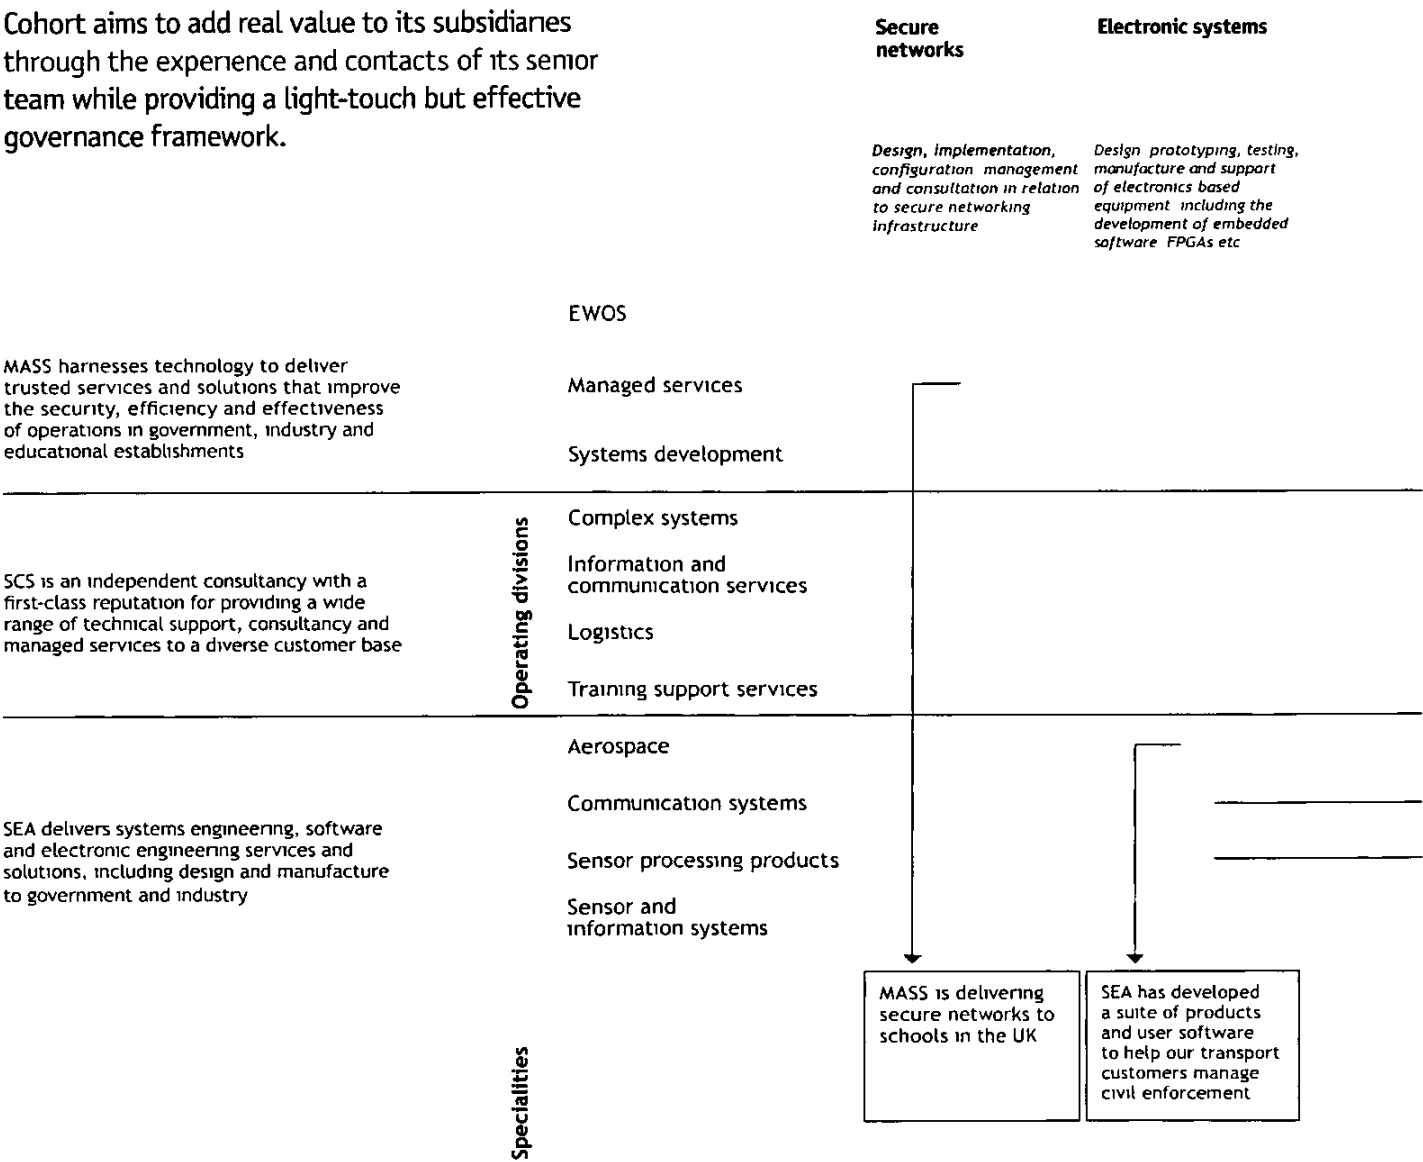 Cohort aims to add real value to its subsidiaries
through the experience and contacts of its senior
team while providing a light-touch but effective
governance framework.
Secure
networks
Electronic systems
Design, implementation,
configuration management
and consultation in relation
to secure networking
infrastructure
Design prototyping, testing,
manufacture and support
of electronics based
equipment including the
development of embedded
software FPGAs etc
MASS harnesses technology to deliver
trusted services and solutions that improve
the security, efficiency and effectiveness
of operations in government, industry and
educational establishments
EWOS
Managed services
Systems development
SCS is an independent consultancy with a
first-class reputation for providing a wide
range of technical support, consultancy and
managed services to a diverse customer base
Operating divisions
Complex systems
Information and
communication services
Logistics
Training support services
SEA delivers systems engineering, software
and electronic engineering services and
solutions, including design and manufacture
to government and industry
Aerospace
Communication systems
Sensor processing products
Sensor and
information systems
Specialities
MASS is delivering
secure networks to
schools in the UK
SEA has developed
a suite of products
and user software
to help our transport
customers manage
civil enforcement